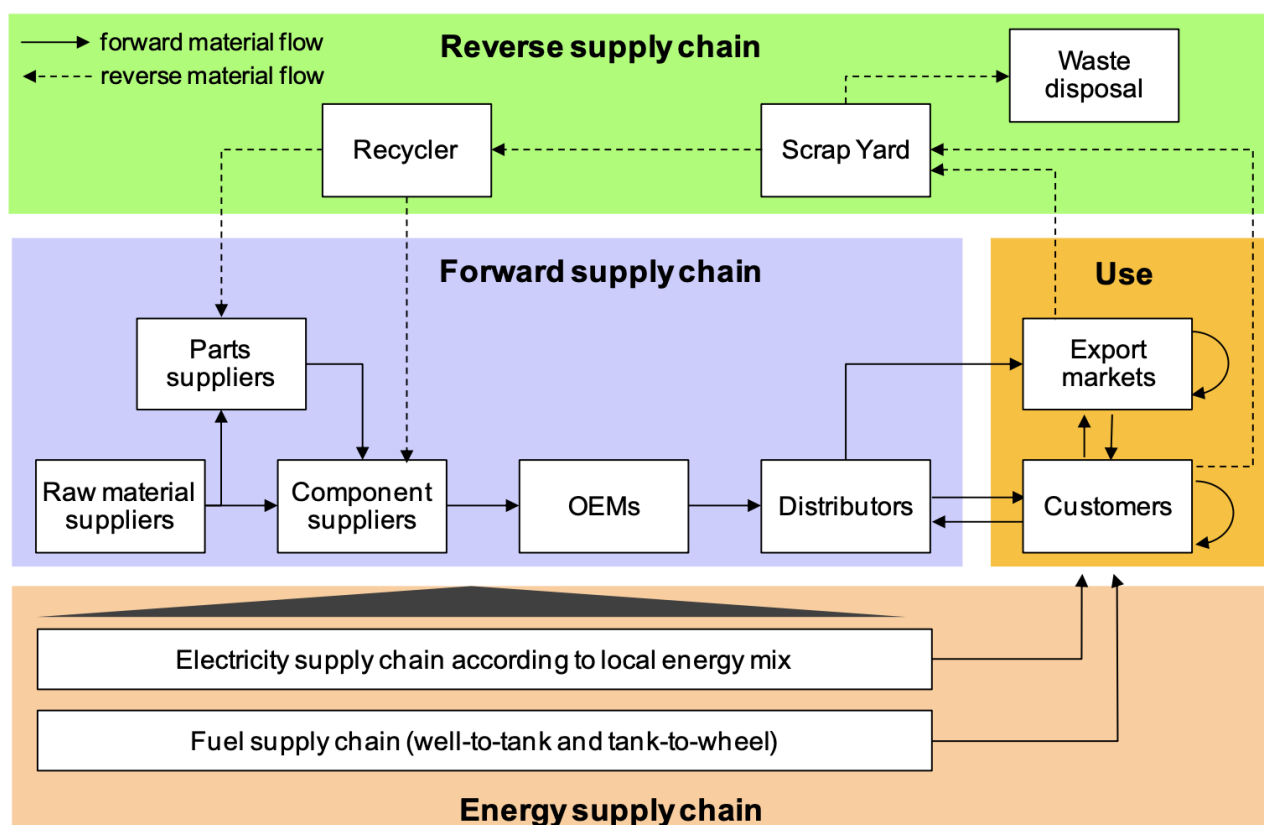 Reverse supply chain
forward material flow
reverse material flow
Waste
disposal
Recycler
Scrap Yard
Forward supply chain
Use
Parts
suppliers
Export
markets
Raw material
suppliers
Component
suppliers
OEMs
Distributors
Customers
Electricity supply chain according to local energy mix
Fuel supply chain (well-to-tank and tank-to-wheel)
Energy supply chain